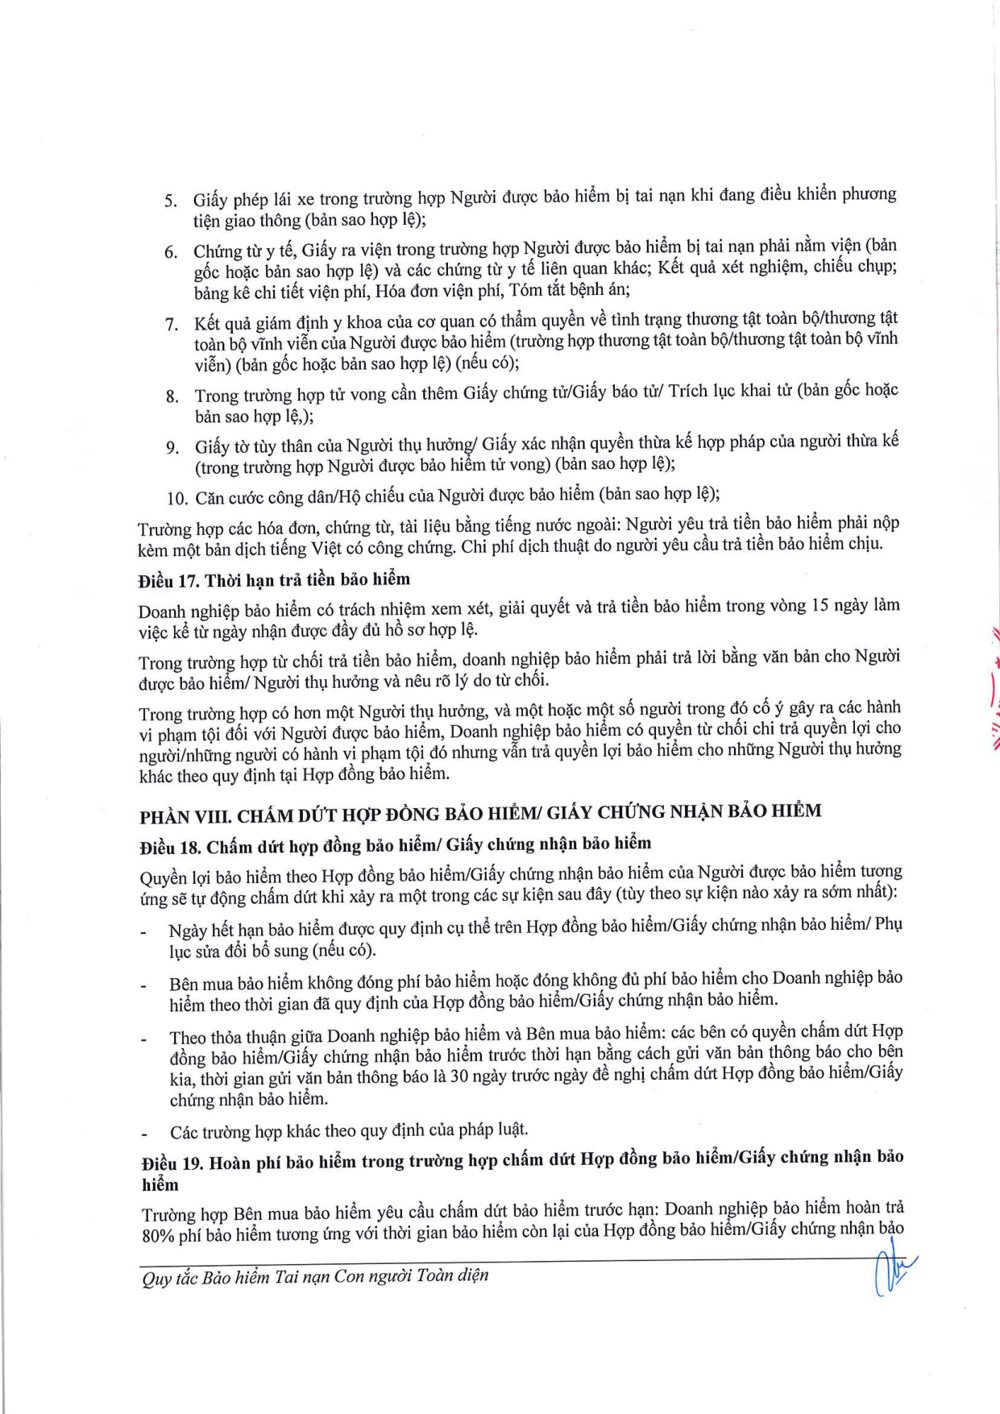 5. Giấy phép lái xe trong trường hợp Người được bảo hiểm bị tai nạn khi đang điều khiển phương
tiện giao thông (bản sao hợp lệ);
6. Chứng từ y tế, Giấy ra viện trong trường hợp Người được bảo hiểm bị tai nạn phải nằm viện (bản
gốc hoặc bản sao hợp lệ) và các chứng từ y tế liên quan khác; Kết quả xét nghiệm, chiếu chụp;
bảng kê chi tiết viện phí, Hóa đơn viện phí, Tóm tắt bệnh án;
7. Kết quả giám định y khoa của cơ quan có thẩm quyền về tình trạng thương tật toàn bộ/thương tật
toàn bộ vĩnh viễn của Người được bảo hiểm (trường hợp thương tật toàn bộ/thương tật toàn bộ vĩnh
viễn) (bản gốc hoặc bản sao hợp lệ) (nếu có);
8. Trong trường hợp tử vong cần thêm Giấy chứng tử/Giấy báo tử/ Trích lục khai tử (bản gốc hoặc
bản sao hợp lệ,);
9. Giấy tờ tùy thân của Người thụ hưởng/ Giấy xác nhận quyền thừa kế hợp pháp của người thừa kế
(trong trường hợp Người được bảo hiểm tử vong) (bản sao hợp lệ);
10. Căn cước công dân/Hộ chiếu của Người được bảo hiểm (bản sao hợp lệ);
Trường hợp các hóa đơn, chứng từ, tài liệu bằng tiếng nước ngoài: Người yêu trả tiền bảo hiểm phải nộp
kèm một bản dịch tiếng Việt có công chứng. Chi phí dịch thuật do người yêu cầu trả tiền bảo hiểm chịu.
Điều 17. Thời hạn trả tiền bảo hiểm
Doanh nghiệp bảo hiểm có trách nhiệm xem xét, giải quyết và trả tiền bảo hiểm trong vòng 15 ngày làm
việc kể từ ngày nhận được đầy đủ hồ sơ hợp lệ.
Trong trường hợp từ chối trả tiền bảo hiểm, doanh nghiệp bảo hiểm phải trả lời bằng văn bản cho Người
được bảo hiểm/ Người thụ hưởng và nêu rõ lý do từ chối.
Trong trường hợp có hơn một Người thụ hưởng, và một hoặc một số người trong đó cố ý gây ra các hành
vi phạm tội đối với Người được bảo hiểm, Doanh nghiệp bảo hiểm có quyền từ chối chi trả quyền lợi cho
người/những người có hành vi phạm tội đó nhưng vẫn trả quyền lợi bảo hiểm cho những Người thụ hưởng
khác theo quy định tại Hợp đồng bảo hiểm.
PHẦN VIII. CHẤM DỨT HỢP ĐỒNG BẢO HIỂM/ GIẤY CHỨNG NHẬN BẢO HIỂM
Điều 18. Chấm dứt hợp đồng bảo hiểm/ Giấy chứng nhận bảo hiểm
Quyền lợi bảo hiểm theo Hợp đồng bảo hiểm/Giấy chứng nhận bảo hiểm của Người được bảo hiểm tương
ứng sẽ tự động chấm dứt khi xảy ra một trong các sự kiện sau đây (tùy theo sự kiện nào xảy ra sớm nhất):
- Ngày hết hạn bảo hiểm được quy định cụ thể trên Hợp đồng bảo hiểm/Giấy chứng nhận bảo hiểm/ Phụ
lục sửa đổi bổ sung (nếu có).
- Bên mua bảo hiểm không đóng phí bảo hiểm hoặc đóng không đủ phí bảo hiểm cho Doanh nghiệp bảo
hiểm theo thời gian đã quy định của Hợp đồng bảo hiểm/Giấy chứng nhận bảo hiểm.
- Theo thỏa thuận giữa Doanh nghiệp bảo hiểm và Bên mua bảo hiểm: các bên có quyền chấm dứt Hợp
đồng bảo hiểm/Giấy chứng nhận bảo hiểm trước thời hạn bằng cách gửi văn bản thông báo cho bên
kia, thời gian gửi văn bản thông báo là 30 ngày trước ngày đề nghị chấm dứt Hợp đồng bảo hiểm/Giấy
chứng nhận bảo hiểm.
- Các trường hợp khác theo quy định của pháp luật.
Điều 19. Hoàn phí bảo hiểm trong trường hợp chấm dứt Hợp đồng bảo hiểm/Giấy chứng nhận bảo
hiểm
Trường hợp Bên mua bảo hiểm yêu cầu chấm dứt bảo hiểm trước hạn: Doanh nghiệp bảo hiểm hoàn trả
80% phí bảo hiểm tương ứng với thời gian bảo hiểm còn lại của Hợp đồng bảo hiểm/Giấy chứng nhận bảo
Quy tắc Bảo hiểm Tai nạn Con người Toàn diện